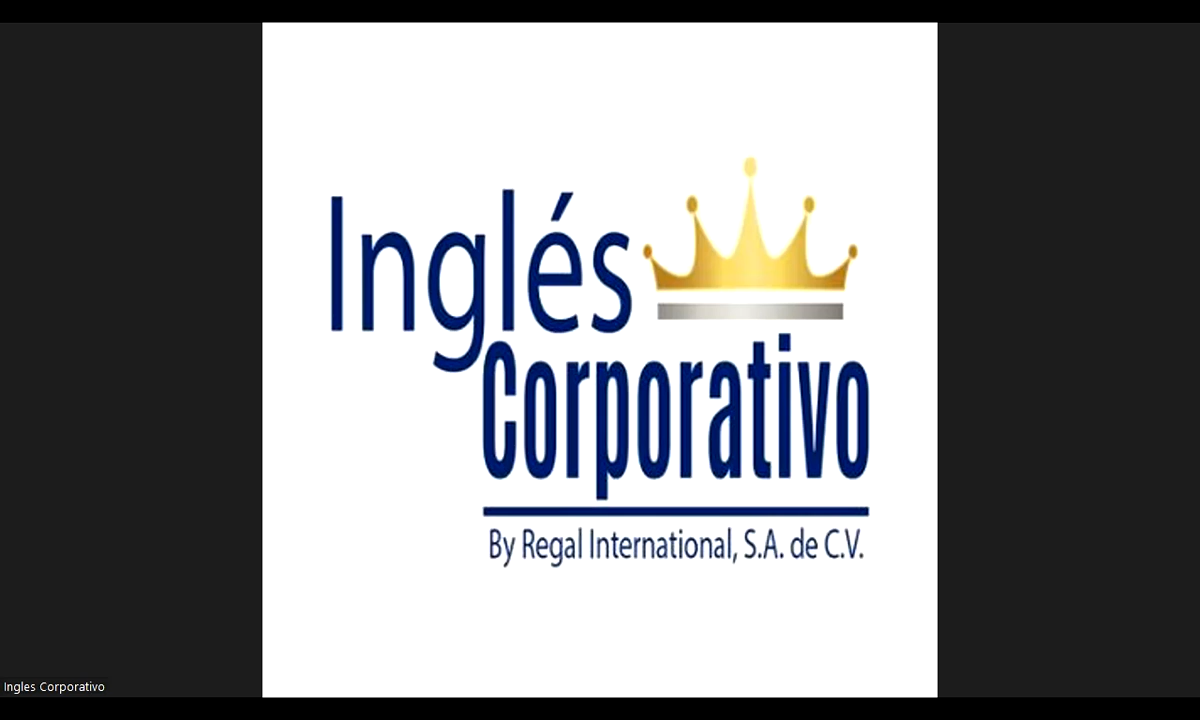 Inglés
Corporativo
By Regal International, S.A. de C.V.
Ingles Corporativo